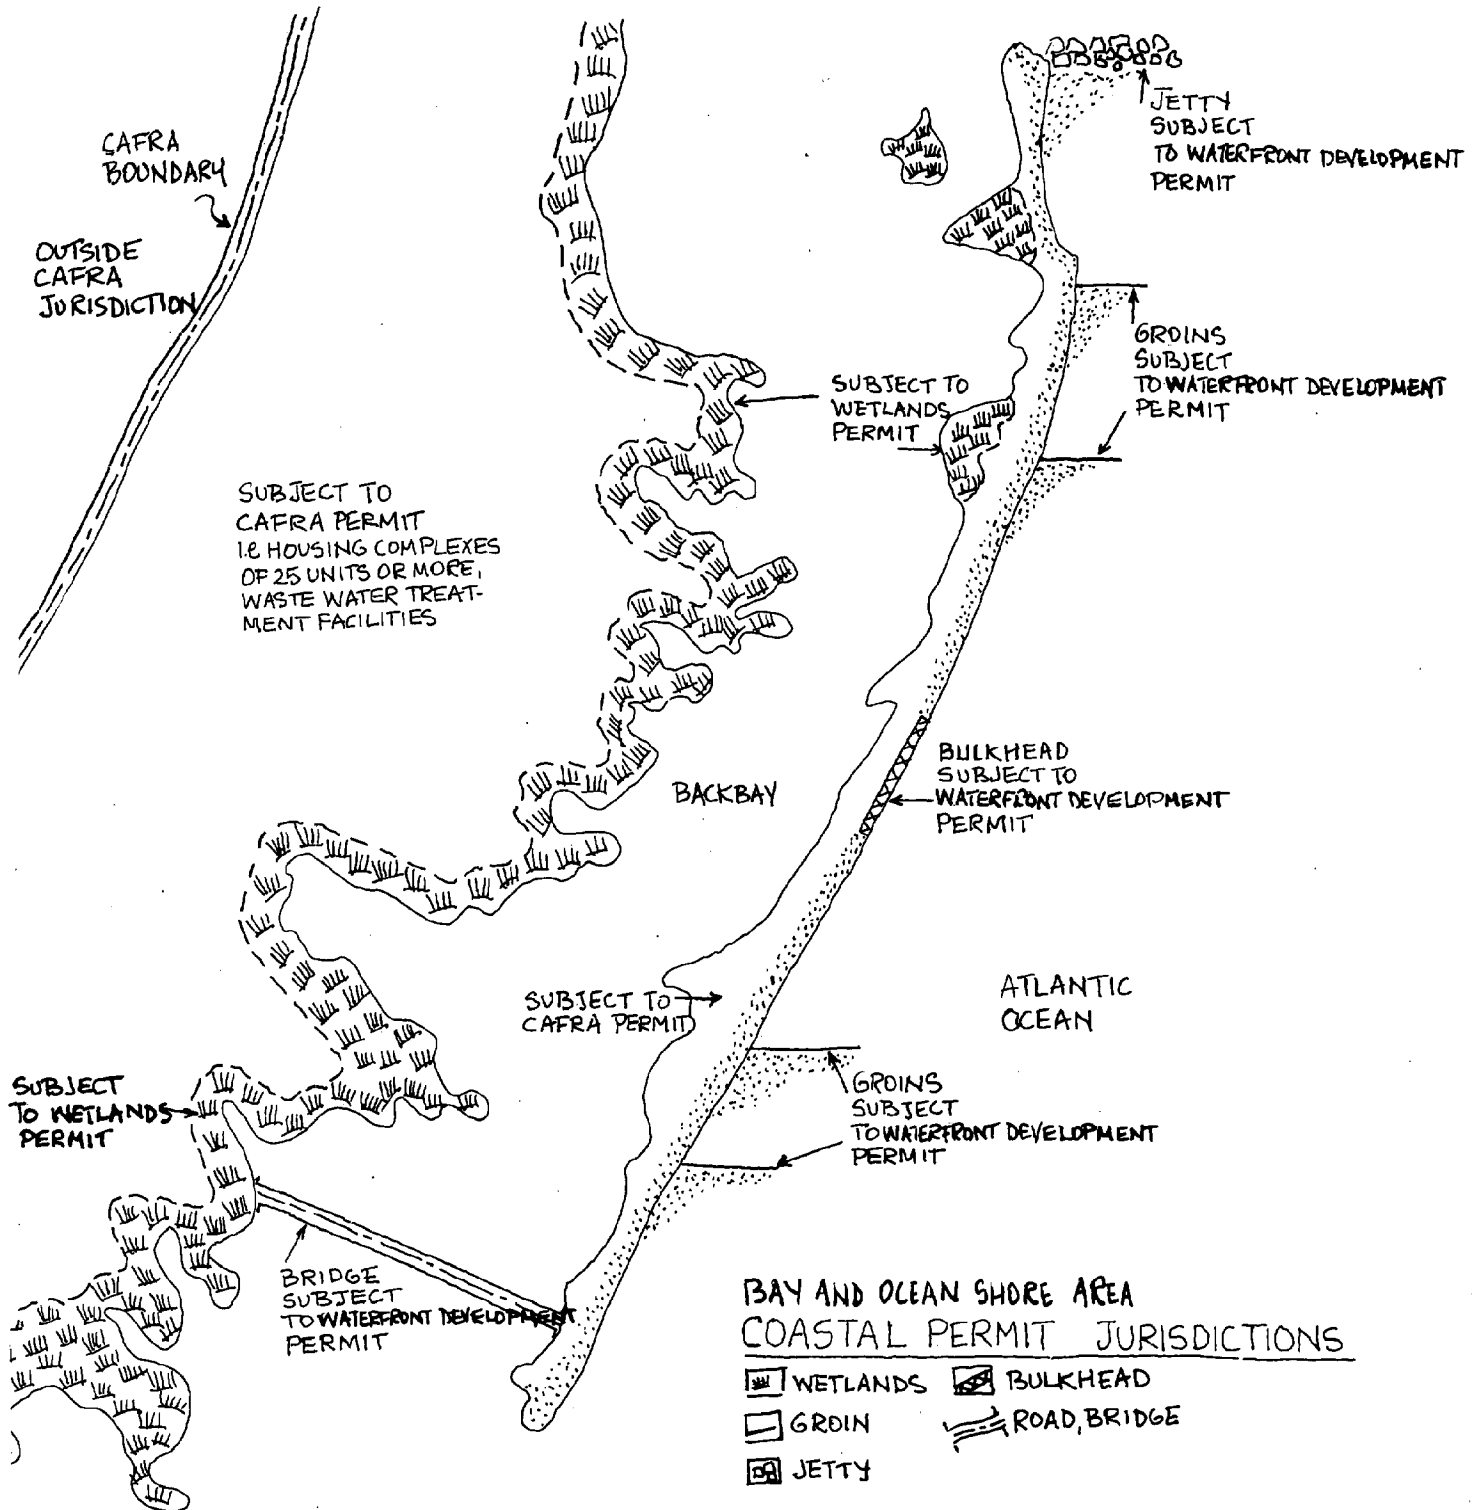 JETTY
SUBJECT
TO WATERFRONT DEVELOPMENT
PERMIT
CAFRA
BOUNDARY
OUTSIDE
CAFRA
JURISDICTION
GROINS
SUBJECT
TO WATERFRONT DEVELOPMENT
PERMIT
SUBJECT TO
WETLANDS
PERMIT
SUBJECT TO
CAFRA PERMIT
I.e HOUSING COMPLEXES
OF 25 UNITS OR MORE,
WASTE WATER TREAT-
MENT FACILITIES
BULKHEAD
SUBJECT TO
WATERFRONT DEVELOPMENT
PERMIT
BACKBAY
SUBJECT TO
CAFRA PERMIT
ATLANTIC
OCEAN
SUBJECT
TO WETLANDS
PERMIT
GROINS
SUBJECT
TO WATERFRONT DEVELOPMENT
PERMIT
BRIDGE
SUBJECT
TO WATERFRONT DEVELOPMENT
PERMIT
BAY AND OCEAN SHORE AREA
COASTAL PERMIT JURISDICTIONS
WETLANDS BULKHEAD
GROIN ROAD, BRIDGE
JETTY